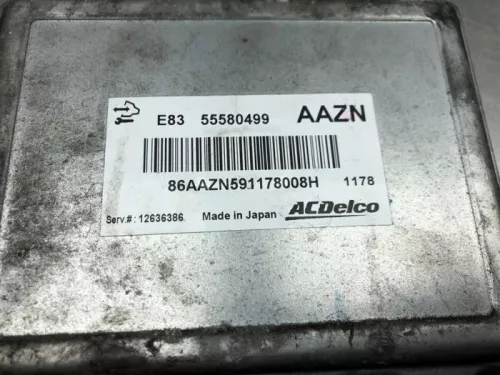 E83 55580499 AAZN
86AAZN591178008H 1178
Serv.#: 12636386 Made in Japan ACDelco